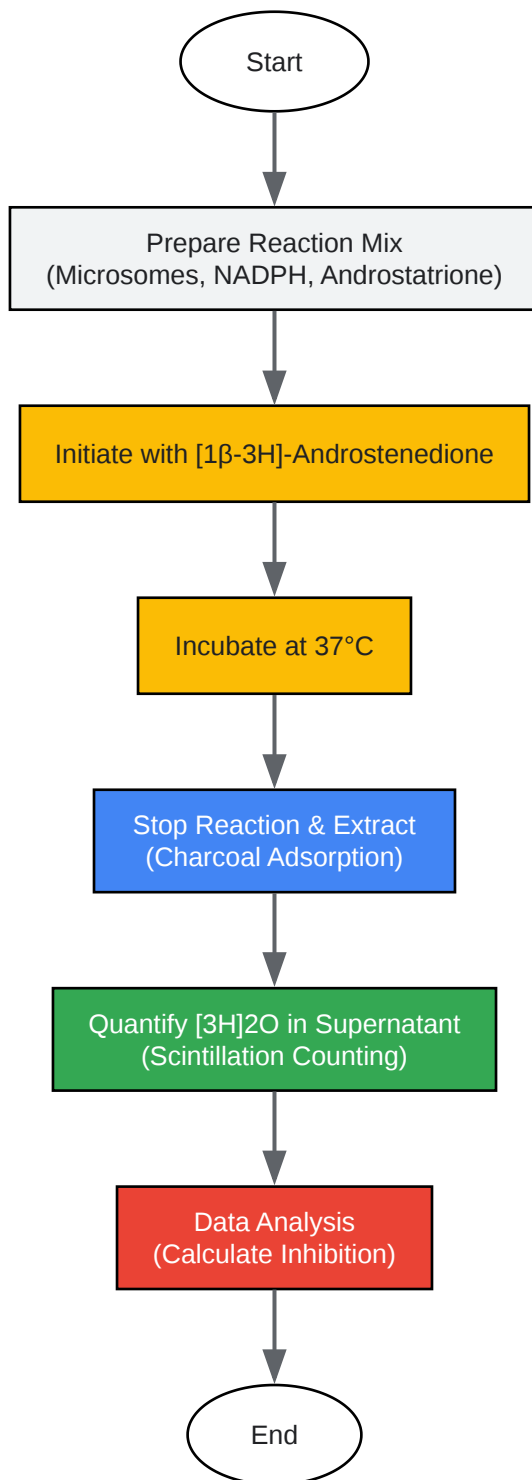 Start
Prepare Reaction Mix
(Microsomes, NADPH, Androstatrione)
Initiate with [1β-3H]-Androstenedione
Incubate at 37°C
Stop Reaction & Extract
(Charcoal Adsorption)
Quantify [3H]2O in Supernatant
(Scintillation Counting)
Data Analysis
(Calculate Inhibition)
End